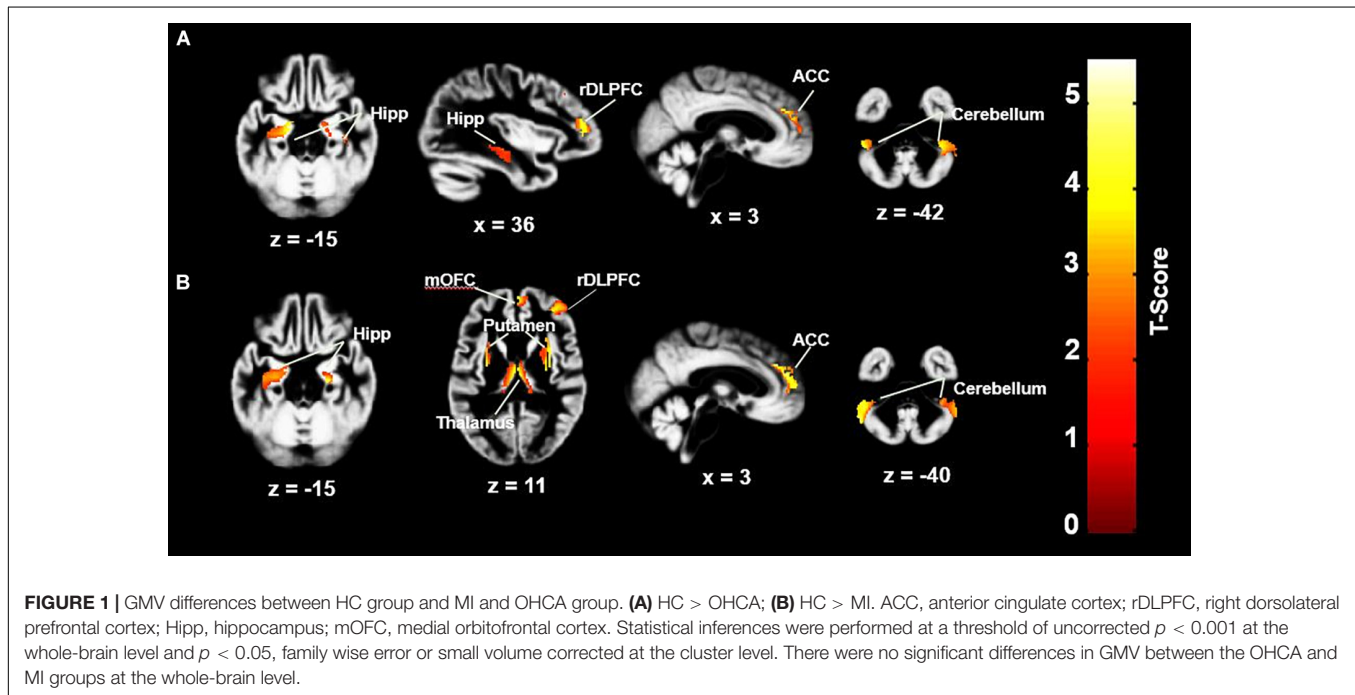 A
Hipp
Hipp
rDLPFC
ACC
Cerebellum
z = -15
x = 36
x = 3
z = -42
B
Hipp
mOFC
rDLPFC
Putamen
Thalamus
ACC
Cerebellum
z = -15
z = 11
x = 3
z = -40
5
4
3
2
1
0
T-Score
FIGURE 1 | GMV differences between HC group and MI and OHCA group. (A) HC > OHCA; (B) HC > MI. ACC, anterior cingulate cortex; rDLPFC, right dorsolateral
prefrontal cortex; Hipp, hippocampus; mOFC, medial orbitofrontal cortex. Statistical inferences were performed at a threshold of uncorrected p < 0.001 at the
whole-brain level and p < 0.05, family wise error or small volume corrected at the cluster level. There were no significant differences in GMV between the OHCA and
MI groups at the whole-brain level.